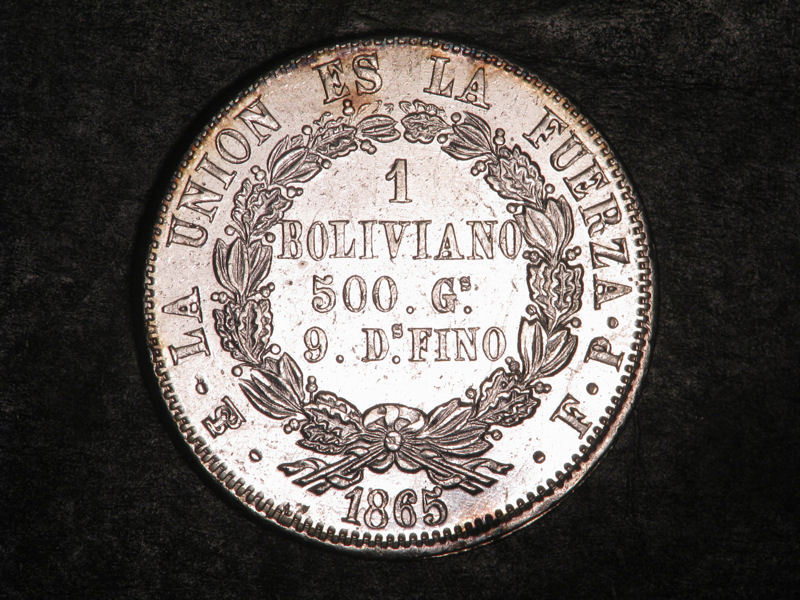 LA UNION ES LA FUERZA · F · P ·
1
BOLIVIANO
500 . Gˢ.
9 . Dˢ. FINO
1865